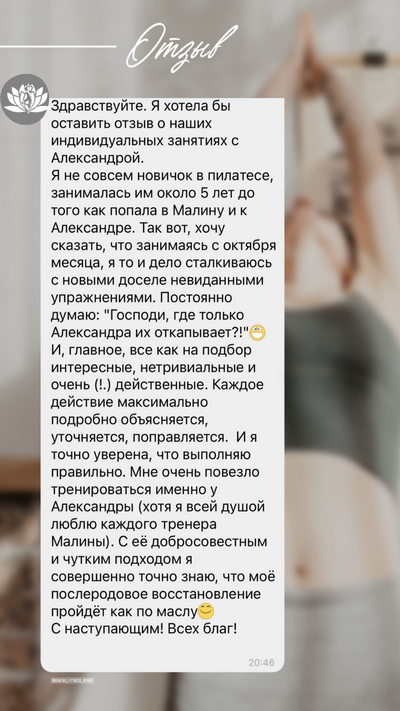 Отзыв
Здравствуйте. Я хотела бы
оставить отзыв о наших
индивидуальных занятиях с
Александрой.
Я не совсем новичок в пилатесе,
занималась им около 5 лет до
того как попала в Малину и к
Александре. Так вот, хочу
сказать, что занимаясь с октября
месяца, я то и дело сталкиваюсь
с новыми доселе невиданными
упражнениями. Постоянно
думаю: "Господи, где только
Александра их откапывает?!"😁
И, главное, все как на подбор
интересные, нетривиальные и
очень (!.) действенные. Каждое
действие максимально
подробно объясняется,
уточняется, поправляется.  И я
точно уверена, что выполняю
правильно. Мне очень повезло
тренироваться именно у
Александры (хотя я всей душой
люблю каждого тренера
Малины). С её добросовестным
и чутким подходом я
совершенно точно знаю, что моё
послеродовое восстановление
пройдёт как по маслу😊
С наступающим! Всех благ!
20:46